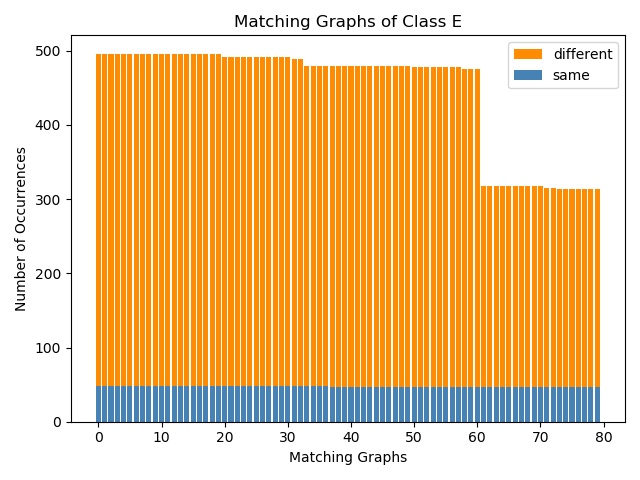 Matching Graphs of Class E
different
same
Number of Occurrences
500
400
300
200
100
0
0 10 20 30 40 50 60 70 80
Matching Graphs